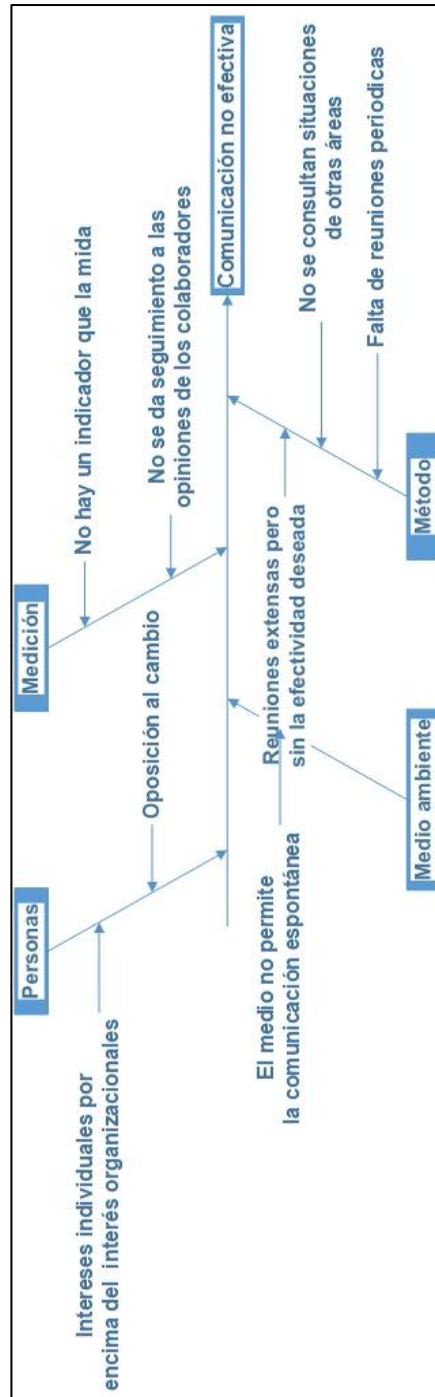 Personas
Medición
Intereses individuales por
encima del interés organizacionales
Oposición al cambio
No hay un indicador que la mida
No se da seguimiento a las
opiniones de los colaboradores
Comunicación no efectiva
El medio no permite
la comunicación espontánea
Reuniones extensas pero
sin la efectividad deseada
No se consultan situaciones
de otras áreas
Falta de reuniones periodicas
Medio ambiente
Método